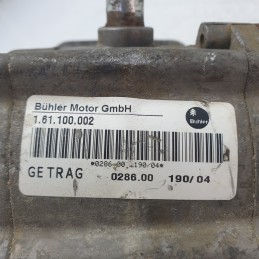 Bühler Motor GmbH
1.61.100.002
Bühler
*0286-00..190/04*
GETRAG 0286.00 190/04